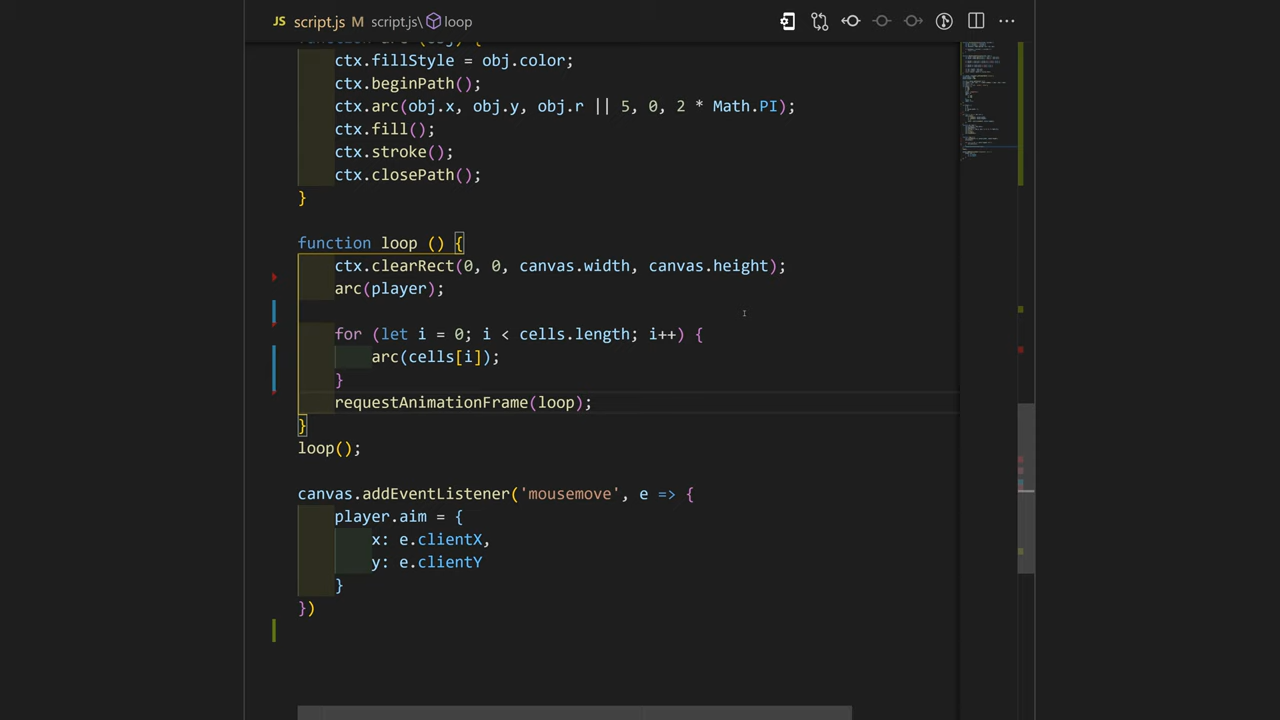 JS script.js M script.js\ loop
ctx.fillStyle = obj.color;
ctx.beginPath();
ctx.arc(obj.x, obj.y, obj.r || 5, 0, 2 * Math.PI);
ctx.fill();
ctx.stroke();
ctx.closePath();
}
function loop () {
ctx.clearRect(0, 0, canvas.width, canvas.height);
arc(player);
for (let i = 0; i < cells.length; i++) {
arc(cells[i]);
}
requestAnimationFrame(loop);
}
loop();
canvas.addEventListener('mousemove', e => {
player.aim = {
x: e.clientX,
y: e.clientY
}
})